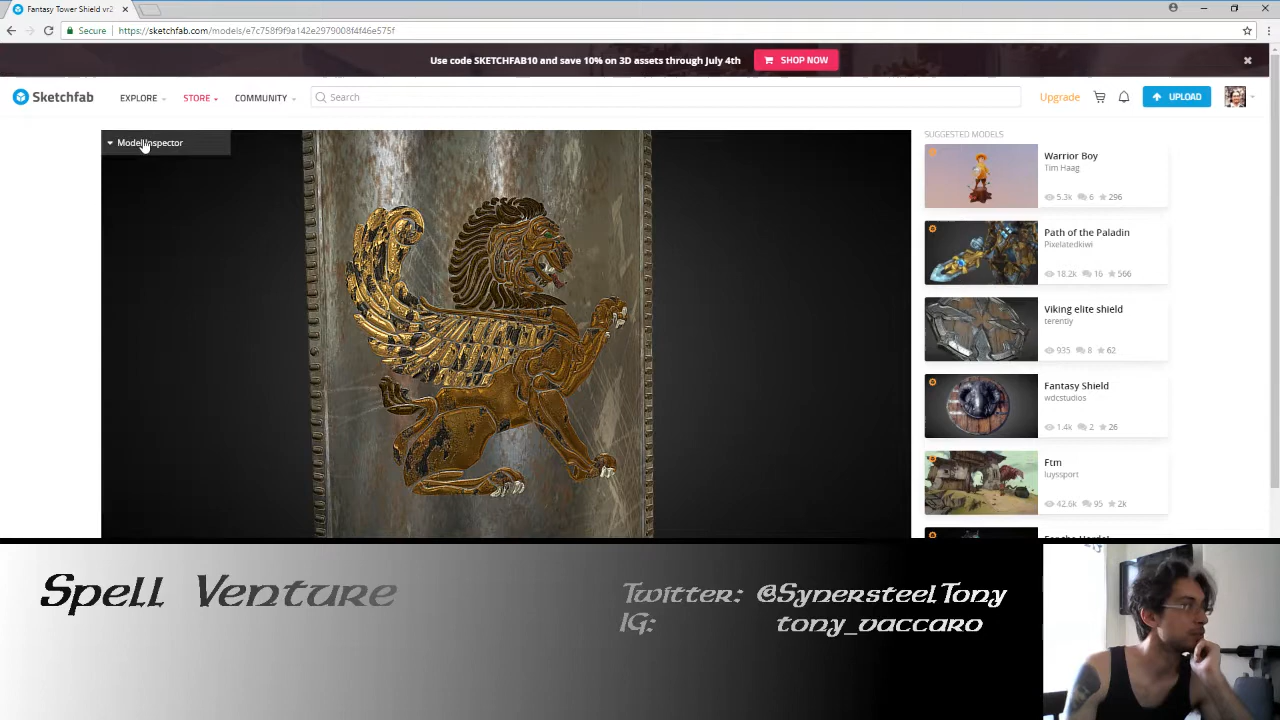 Fantasy Tower Shield vr2
Secure https://sketchfab.com/models/e7c758f9f9a142e2979008f4f46e575f
Use code SKETCHFAB10 and save 10% on 3D assets through July 4th SHOP NOW
Sketchfab EXPLORE STORE COMMUNITY Search Upgrade UPLOAD
Model Inspector
SUGGESTED MODELS
Warrior Boy
Tim Haag
5.3k 6 296
Path of the Paladin
Pixelatedkiwi
18.2k 16 566
Viking elite shield
terently
935 8 62
Fantasy Shield
wdcstudios
1.4k 2 26
Ftm
luyssport
42.6k 95 2k
Spell Venture
Twitter: @SynersteelTony
IG: tony_vaccaro